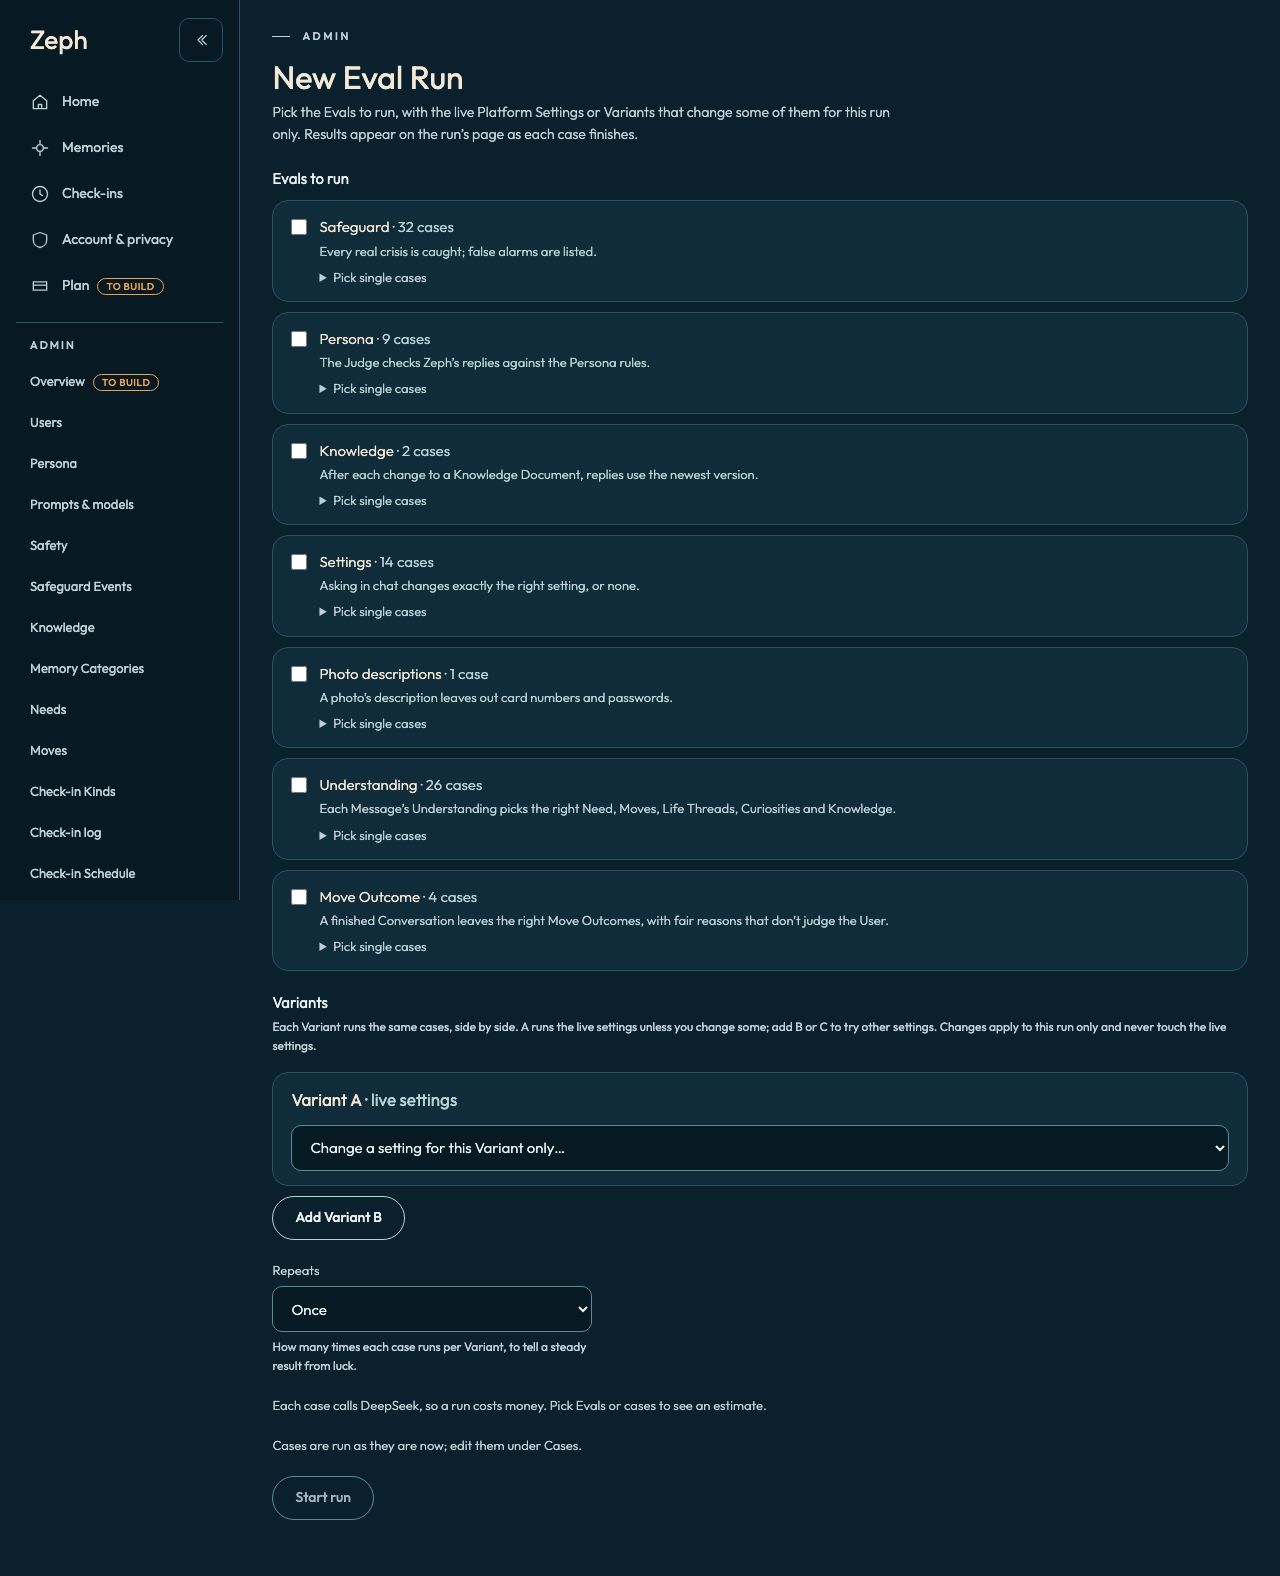 Zeph
Home
Memories
Check-ins
Account & privacy
Plan TO BUILD
ADMIN
Overview TO BUILD
Users
Persona
Prompts & models
Safety
Safeguard Events
Knowledge
Memory Categories
Needs
Moves
Check-in Kinds
Check-in log
Check-in Schedule
ADMIN
New Eval Run
Pick the Evals to run, with the live Platform Settings or Variants that change some of them for this run
only. Results appear on the run's page as each case finishes.
Evals to run
Safeguard · 32 cases
Every real crisis is caught; false alarms are listed.
Pick single cases
Persona · 9 cases
The Judge checks Zeph's replies against the Persona rules.
Pick single cases
Knowledge · 2 cases
After each change to a Knowledge Document, replies use the newest version.
Pick single cases
Settings · 14 cases
Asking in chat changes exactly the right setting, or none.
Pick single cases
Photo descriptions · 1 case
A photo's description leaves out card numbers and passwords.
Pick single cases
Understanding · 26 cases
Each Message's Understanding picks the right Need, Moves, Life Threads, Curiosities and Knowledge.
Pick single cases
Move Outcome · 4 cases
A finished Conversation leaves the right Move Outcomes, with fair reasons that don't judge the User.
Pick single cases
Variants
Each Variant runs the same cases, side by side. A runs the live settings unless you change some; add B or C to try other settings. Changes apply to this run only and never touch the live
settings.
Variant A · live settings
Change a setting for this Variant only…
Add Variant B
Repeats
Once
How many times each case runs per Variant, to tell a steady
result from luck.
Each case calls DeepSeek, so a run costs money. Pick Evals or cases to see an estimate.
Cases are run as they are now; edit them under Cases.
Start run